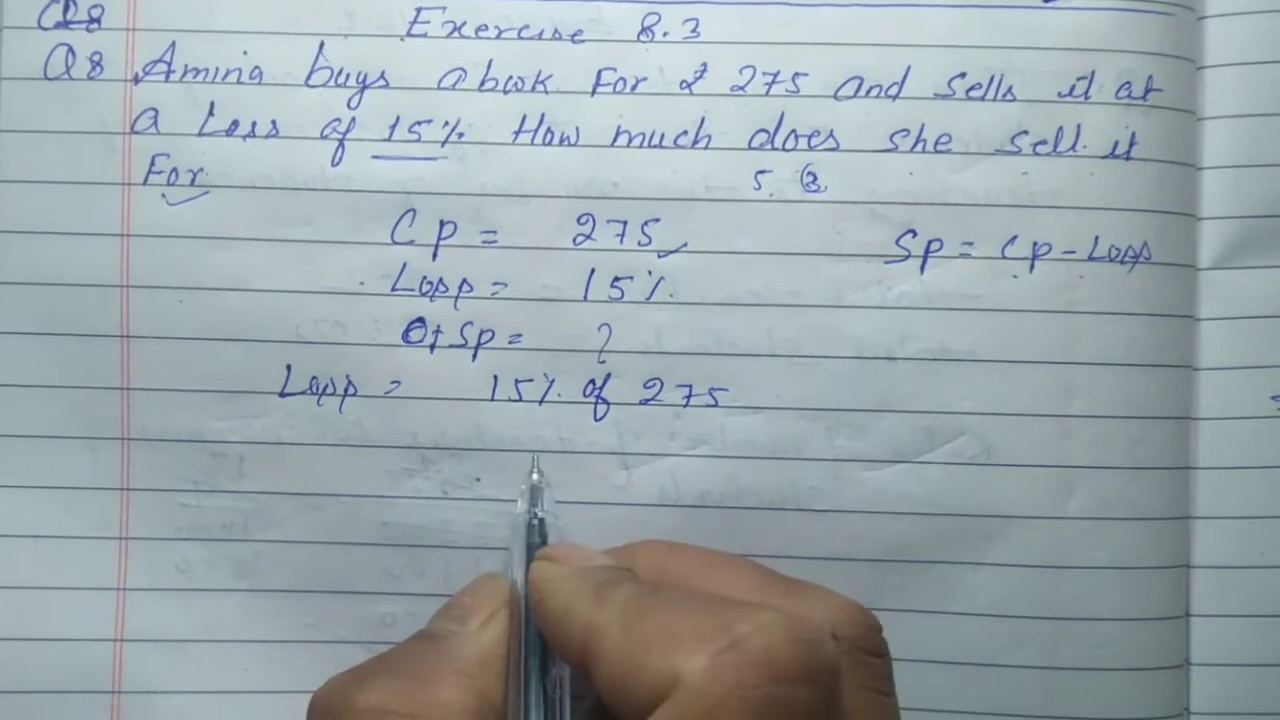 Q8 Exercise 8.3
Q8 Amina buys a book For ₹ 275 and Sells it at
a Loss of 15% How much does she sell it
For
5. 3
CP = 275
SP = CP - Loss
Loss = 15%
SP = ?
Loss = 15% of 275